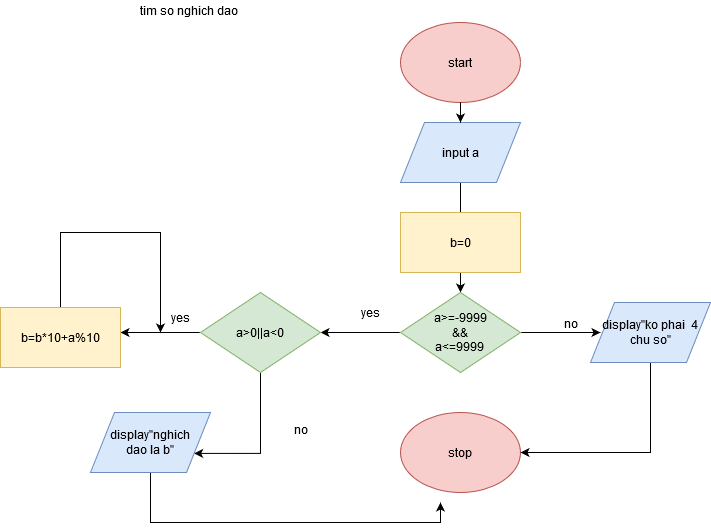 tim so nghich dao
start
input a
b=0
a>=-9999
&&
a<=9999
yes
no
display"ko phai 4
chu so"
a>0||a<0
yes
b=b*10+a%10
no
display"nghich
dao la b"
stop